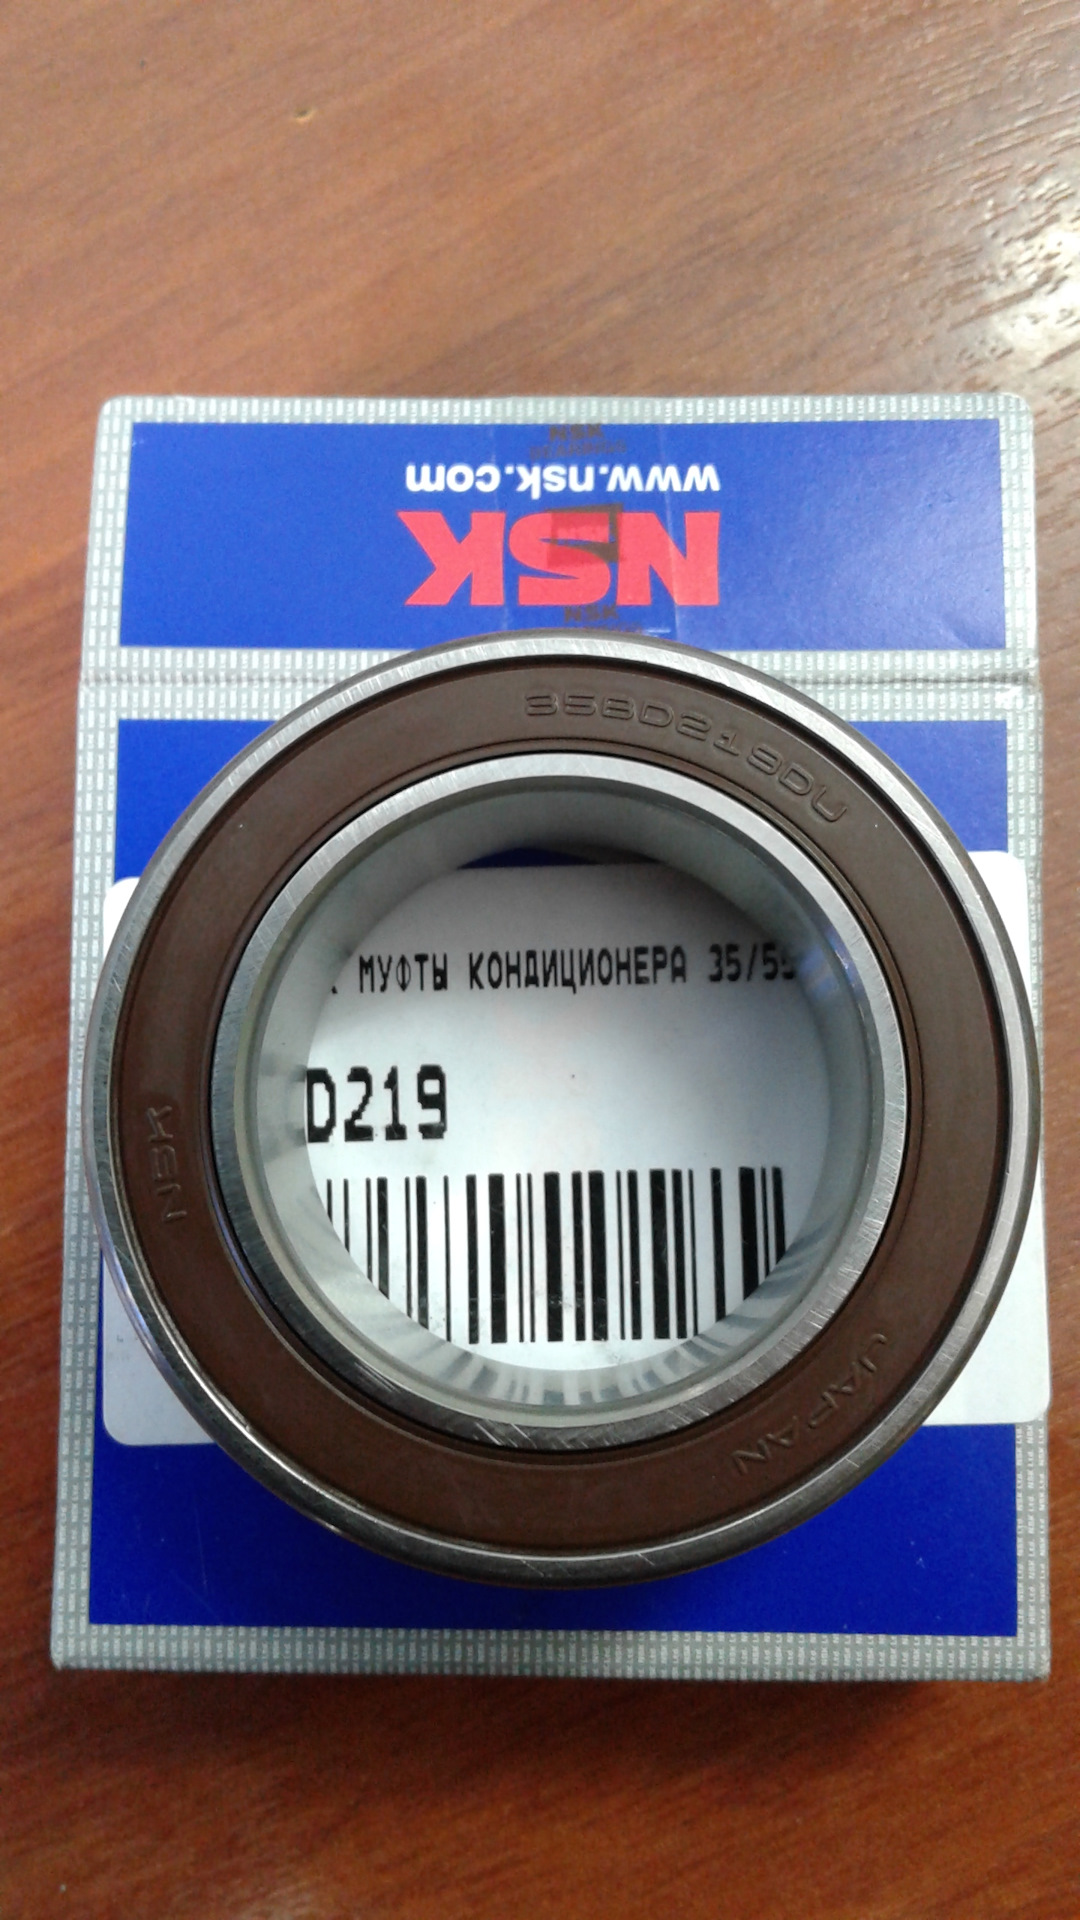 www.nsk.com
NSK
35BD219DU
МУФТЫ КОНДИЦИОНЕРА 35/55
D219
NSK
JAPAN